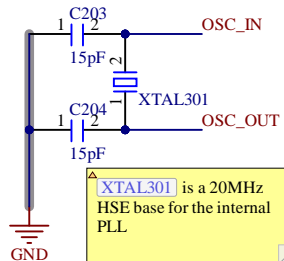 C203
OSC_IN
1
2
15pF
2
1
XTAL301
C204
1
2
OSC_OUT
15pF
XTAL301 is a 20MHz
HSE base for the internal
PLL
GND